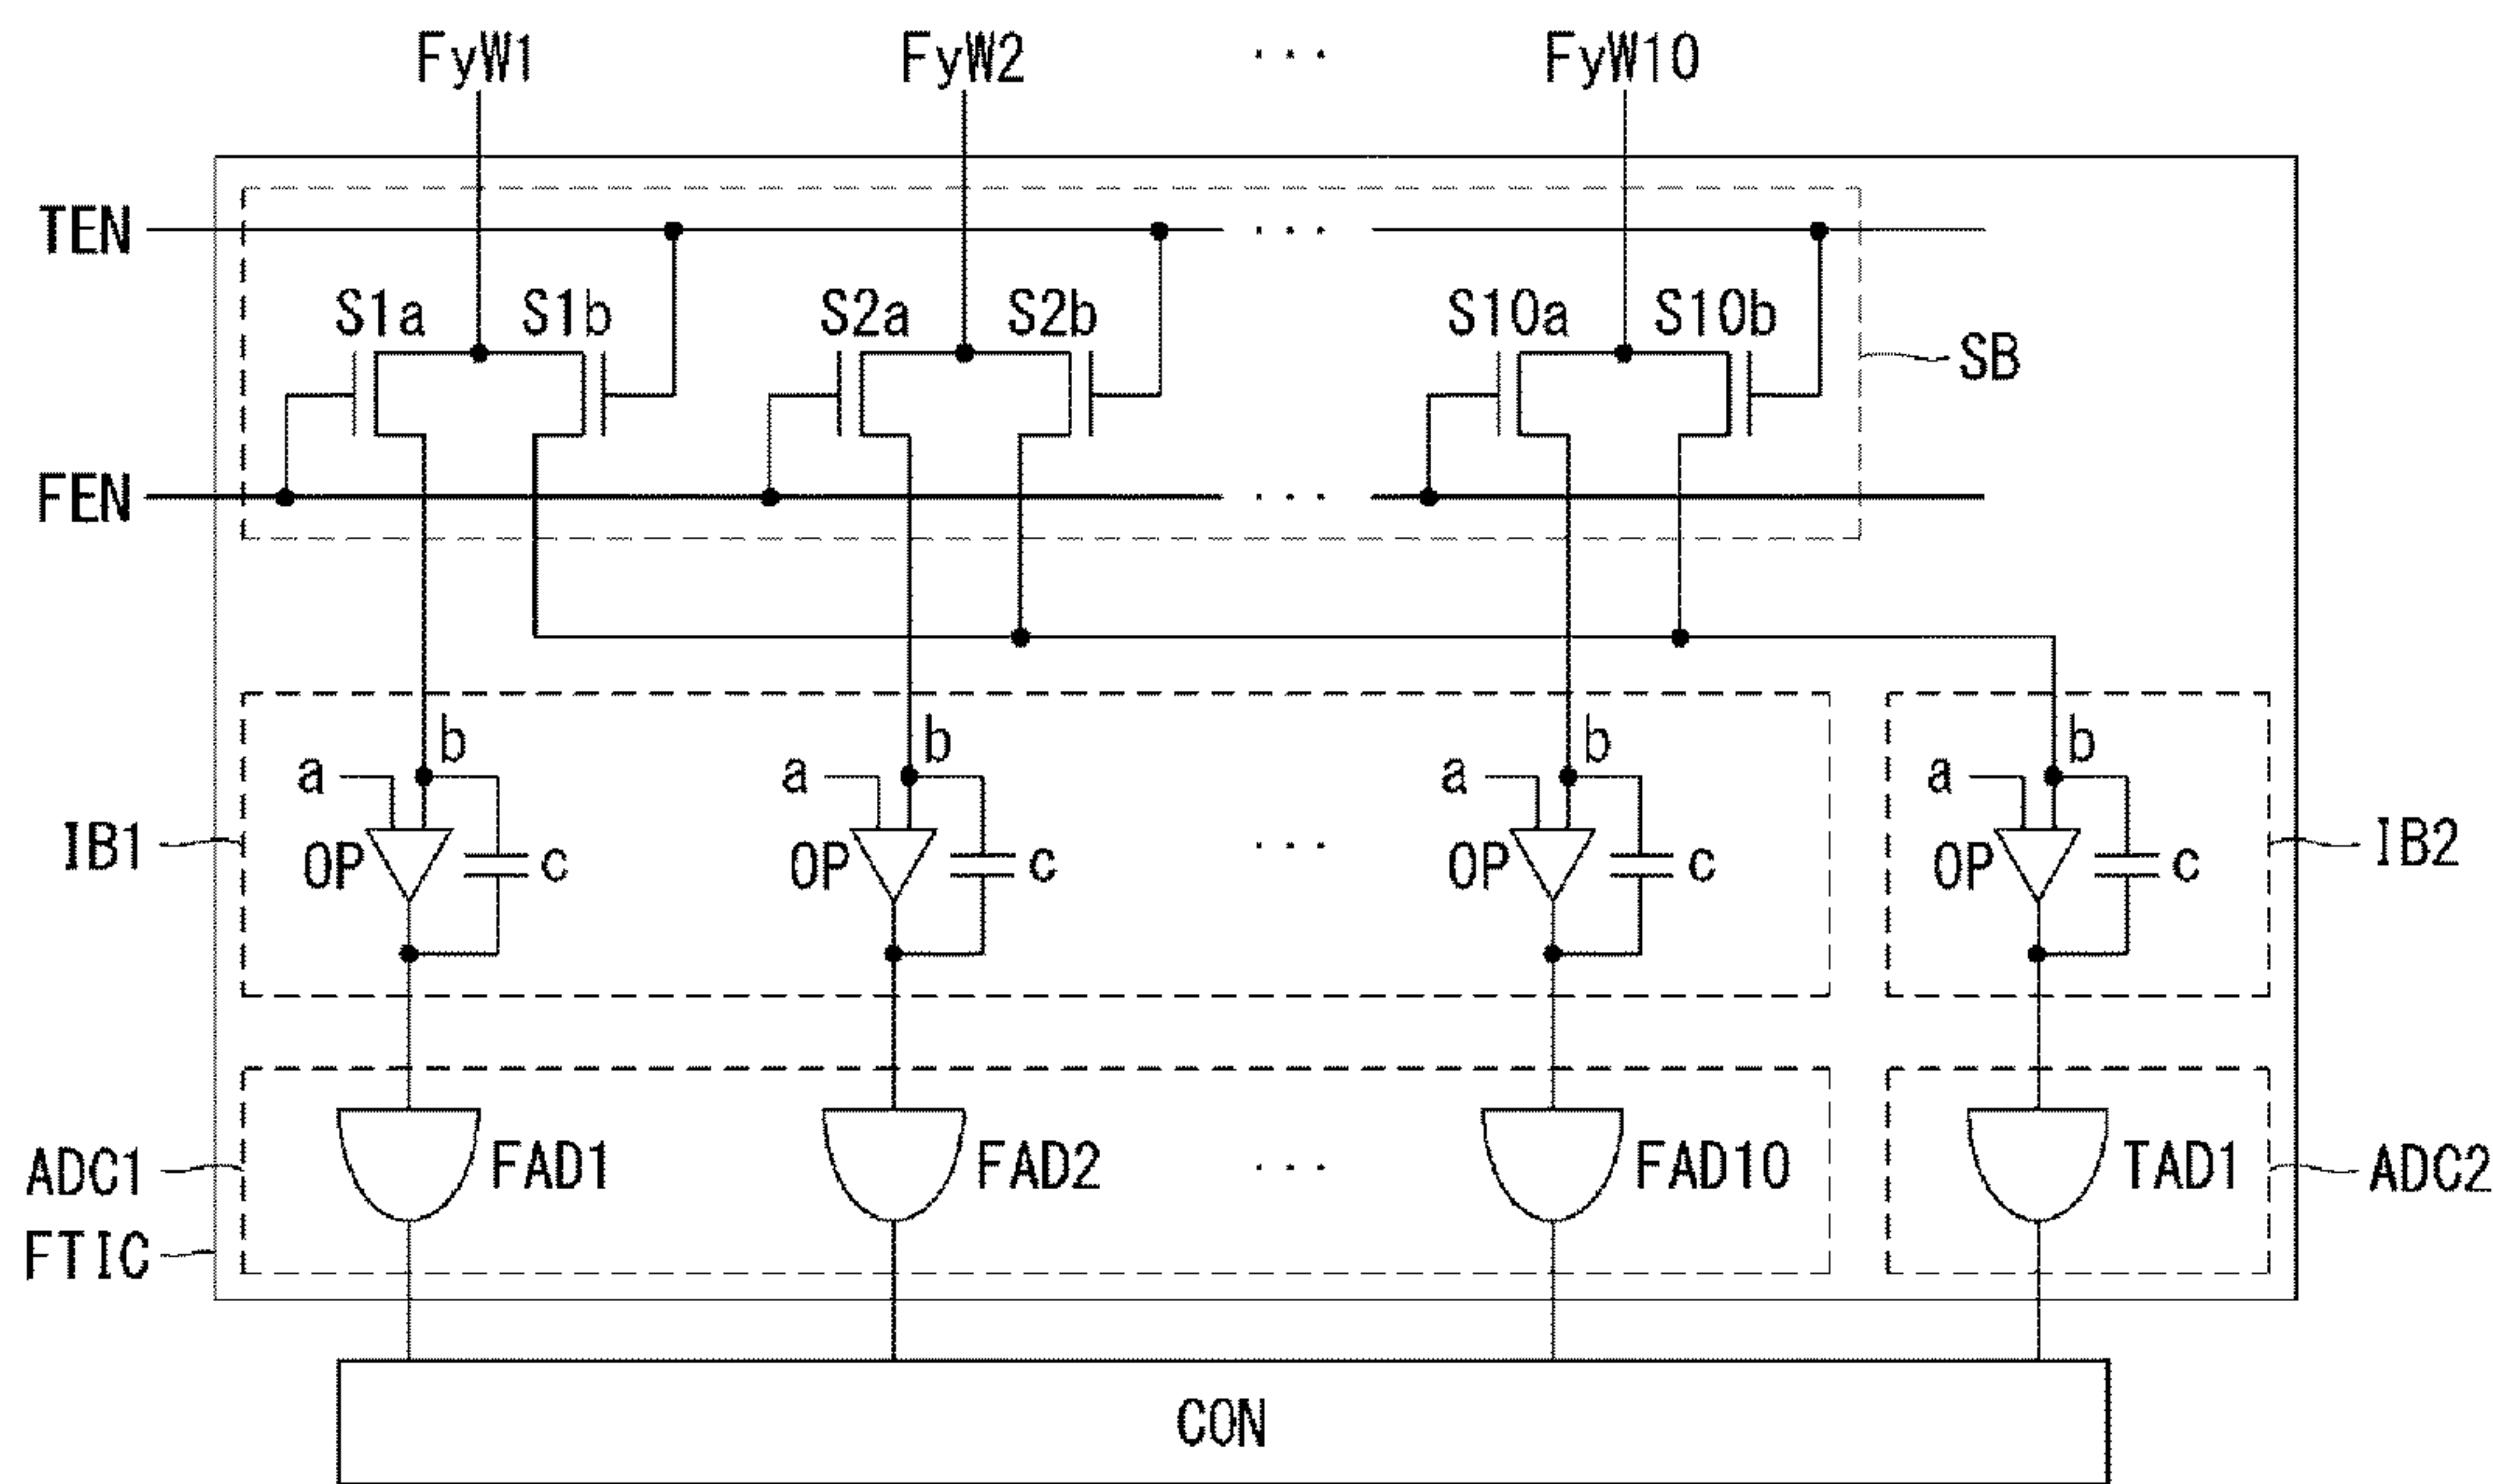 FyW1 FyW2 ··· FyW10
TEN ···
S1a S1b S2a S2b S10a S10b
SB
FEN ···
b b b b
a a a a
IB1 OP c OP c ··· OP c OP c IB2
ADC1 FAD1 FAD2 ··· FAD10 TAD1 ADC2
FTIC
CON